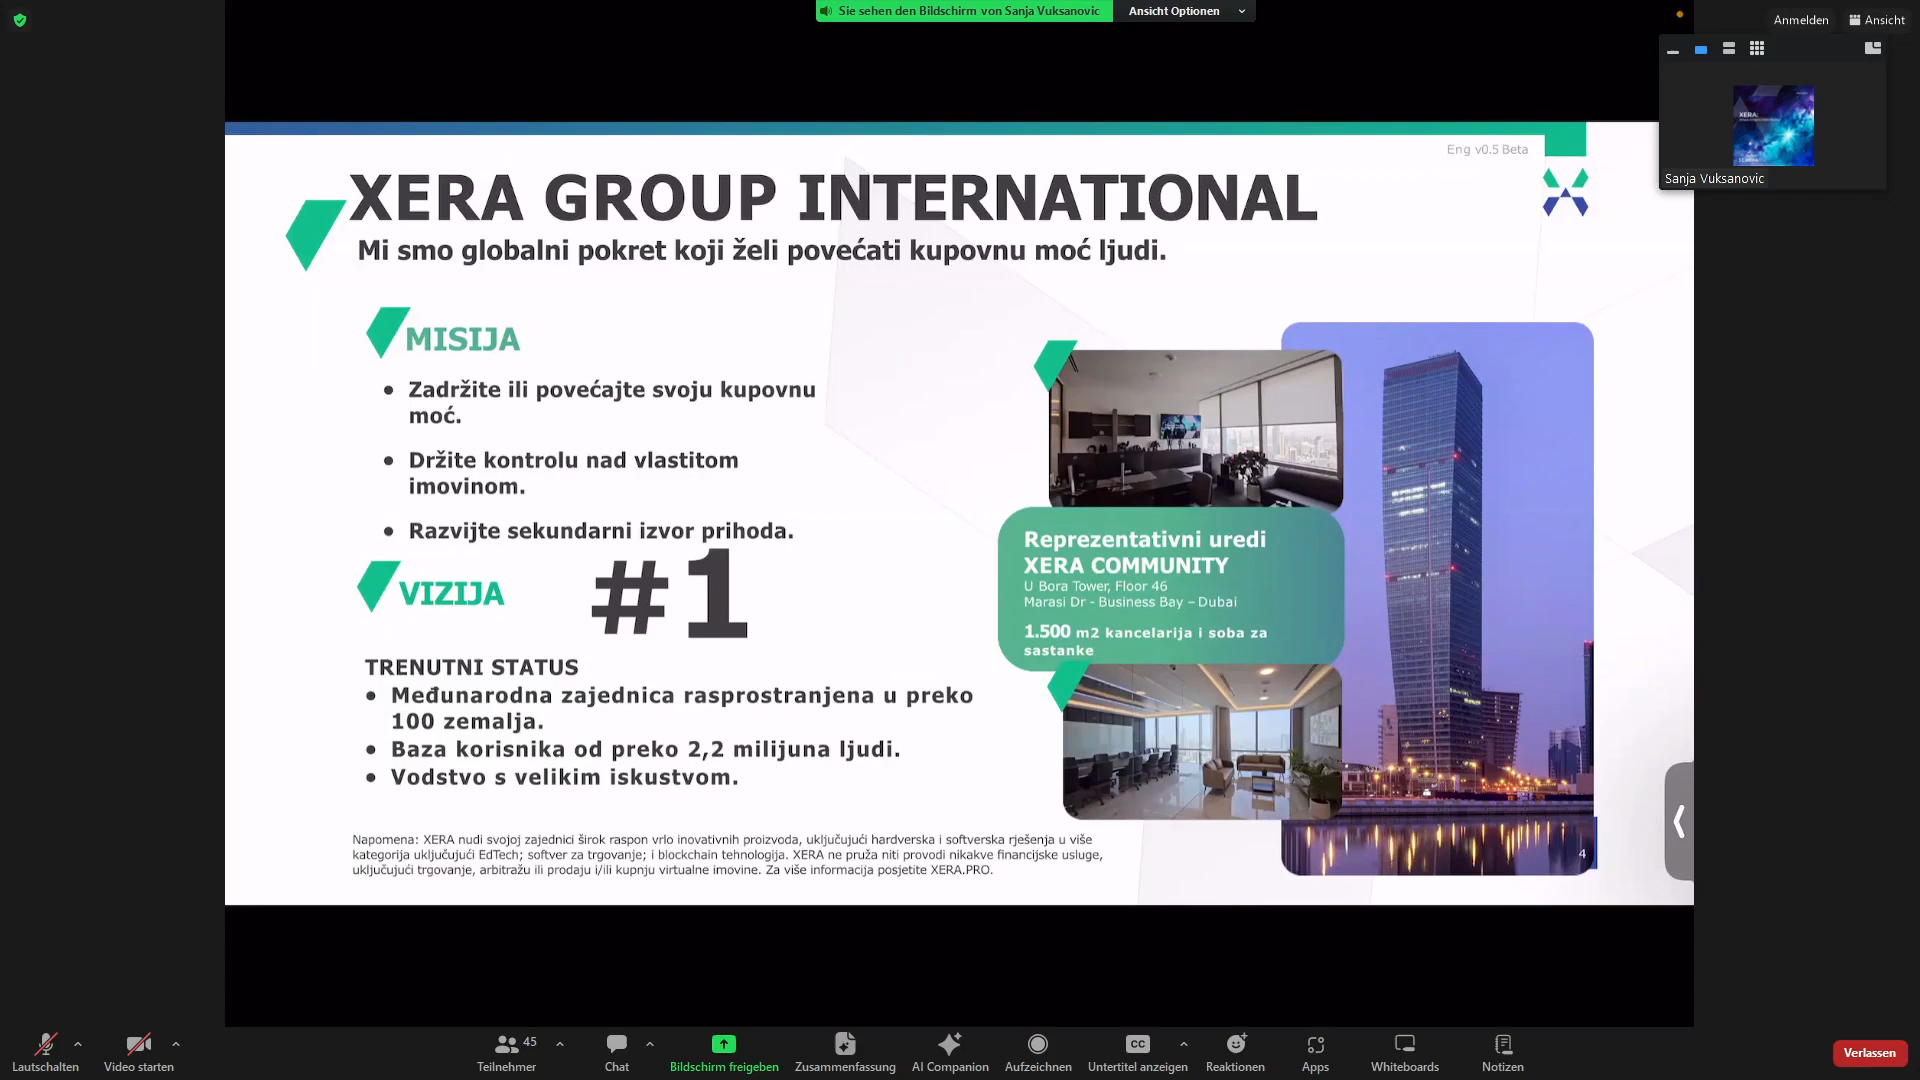 Sie sehen den Bildschirm von Sanja Vuksanovic
Ansicht Optionen
Anmelden
Ansicht
XERA:
Sanja Vuksanovic
Eng v0.5 Beta
XERA GROUP INTERNATIONAL
Mi smo globalni pokret koji želi povećati kupovnu moć ljudi.
MISIJA
• Zadržite ili povećajte svoju kupovnu
moć.
• Držite kontrolu nad vlastitom
imovinom.
• Razvijte sekundarni izvor prihoda.
VIZIJA
#1
TRENUTNI STATUS
• Međunarodna zajednica rasprostranjena u preko
100 zemalja.
• Baza korisnika od preko 2,2 milijuna ljudi.
• Vodstvo s velikim iskustvom.
Reprezentativni uredi
XERA COMMUNITY
U Bora Tower, Floor 46
Marasi Dr - Business Bay – Dubai
1.500 m2 kancelarija i soba za
sastanke
Napomena: XERA nudi svojoj zajednici širok raspon vrlo inovativnih proizvoda, uključujući hardverska i softverska rješenja u više
kategorija uključujući EdTech; softver za trgovanje; i blockchain tehnologija. XERA ne pruža niti provodi nikakve financijske usluge,
uključujući trgovanje, arbitražu ili prodaju i/ili kupnju virtualne imovine. Za više informacija posjetite XERA.PRO.
4
Lautschalten
Video starten
45
Teilnehmer
Chat
Bildschirm freigeben
Zusammenfassung
AI Companion
Aufzeichnen
CC
Untertitel anzeigen
Reaktionen
Apps
Whiteboards
Notizen
Verlassen